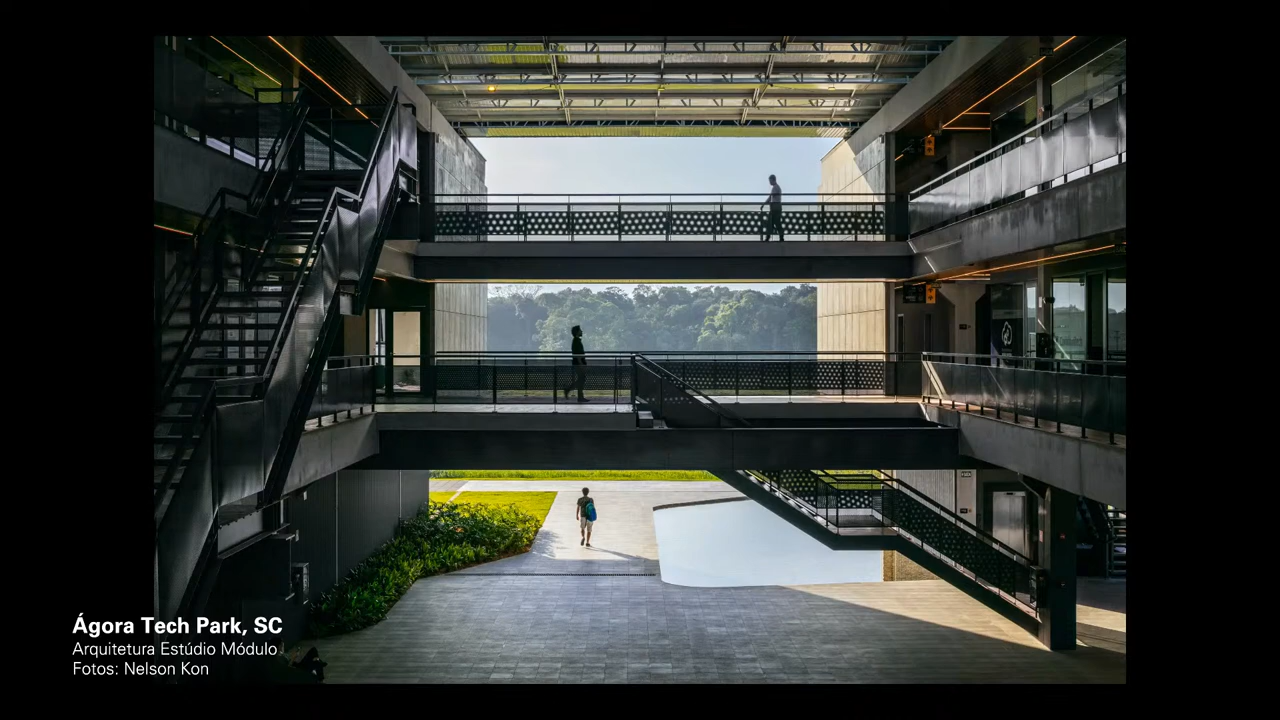 Ágora Tech Park, SC
Arquitetura Estúdio Módulo
Fotos: Nelson Kon